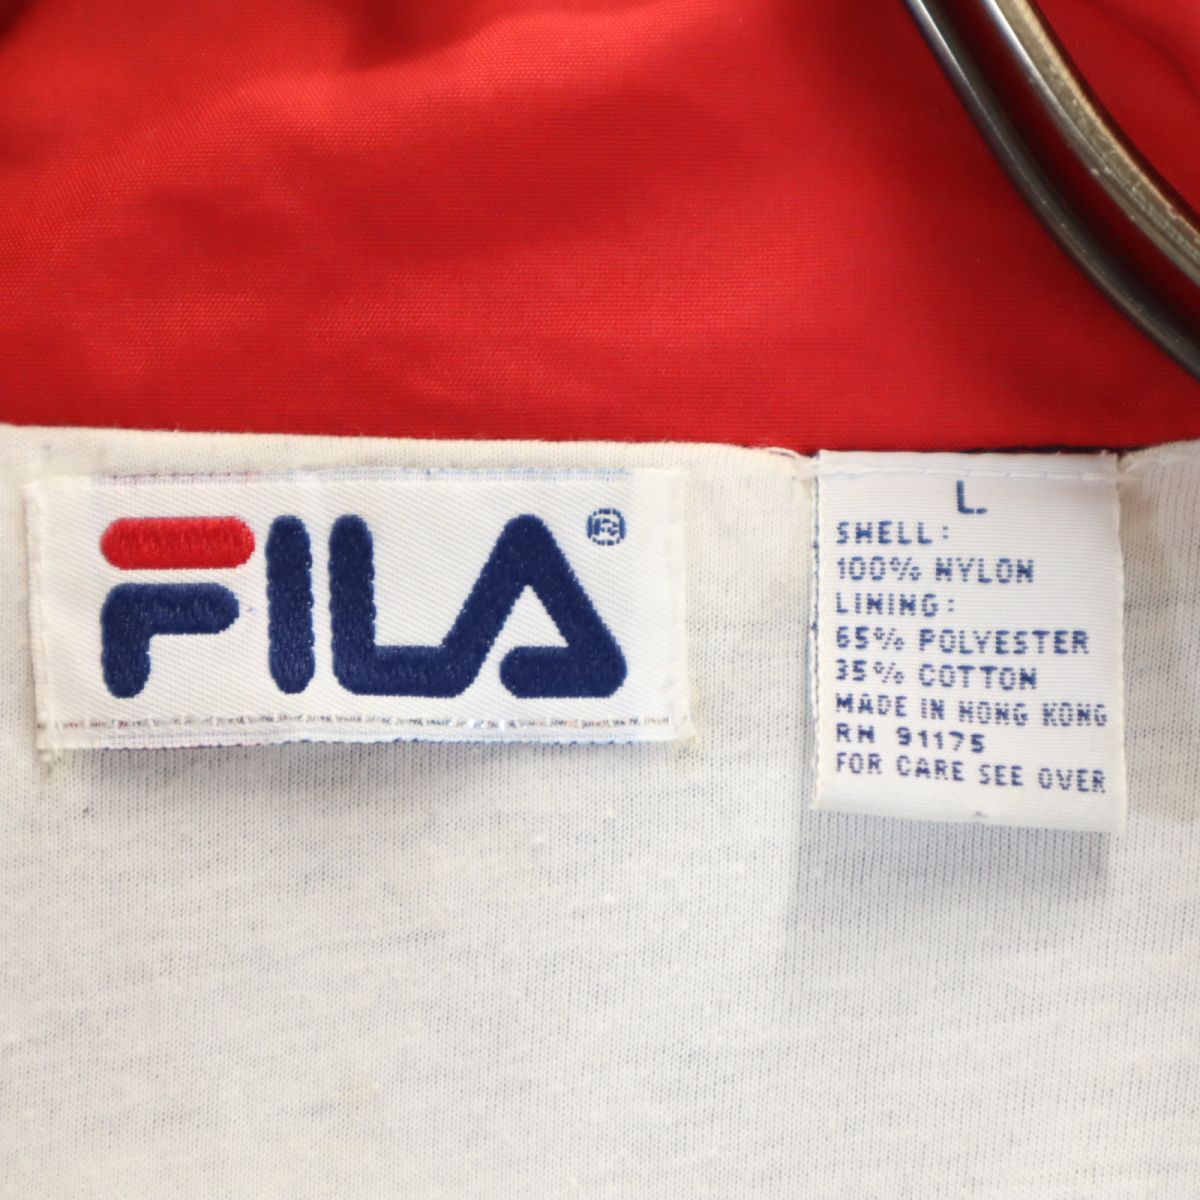 FILA®
L
SHELL:
100% NYLON
LINING:
65% POLYESTER
35% COTTON
MADE IN HONG KONG
RN 91175
FOR CARE SEE OVER